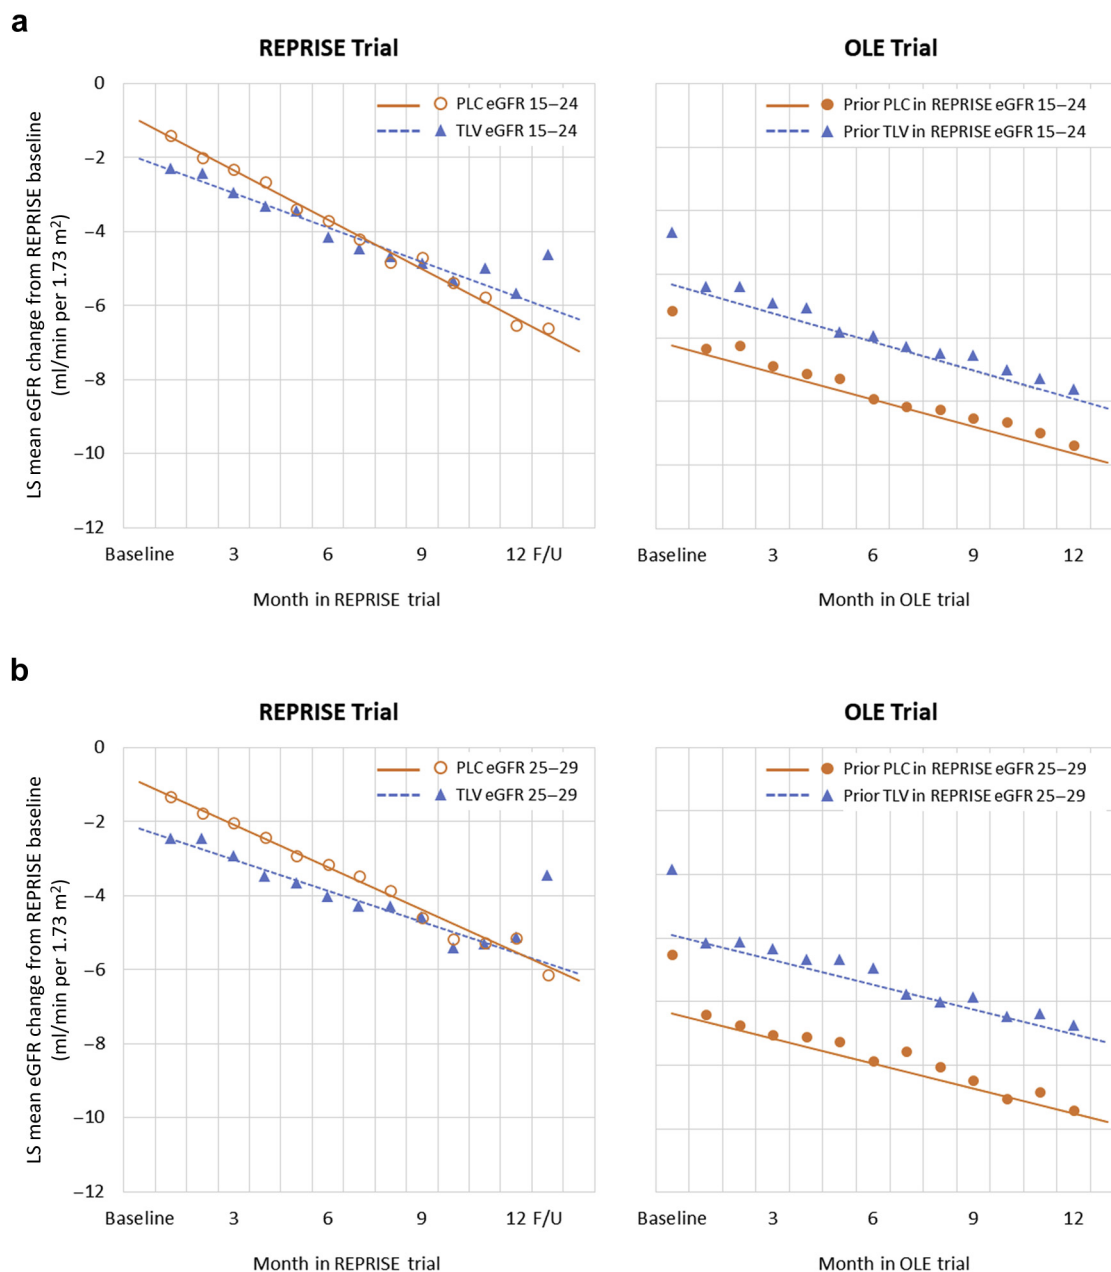 a
REPRISE Trial
OLE Trial
LS mean eGFR change from REPRISE baseline
(ml/min per 1.73 m²)
0
−2
−4
−6
−8
−10
−12
PLC eGFR 15–24
TLV eGFR 15–24
Prior PLC in REPRISE eGFR 15–24
Prior TLV in REPRISE eGFR 15–24
Baseline 3 6 9 12 F/U
Month in REPRISE trial
Baseline 3 6 9 12
Month in OLE trial
b
REPRISE Trial
OLE Trial
LS mean eGFR change from REPRISE baseline
(ml/min per 1.73 m²)
0
−2
−4
−6
−8
−10
−12
PLC eGFR 25–29
TLV eGFR 25–29
Prior PLC in REPRISE eGFR 25–29
Prior TLV in REPRISE eGFR 25–29
Baseline 3 6 9 12 F/U
Month in REPRISE trial
Baseline 3 6 9 12
Month in OLE trial